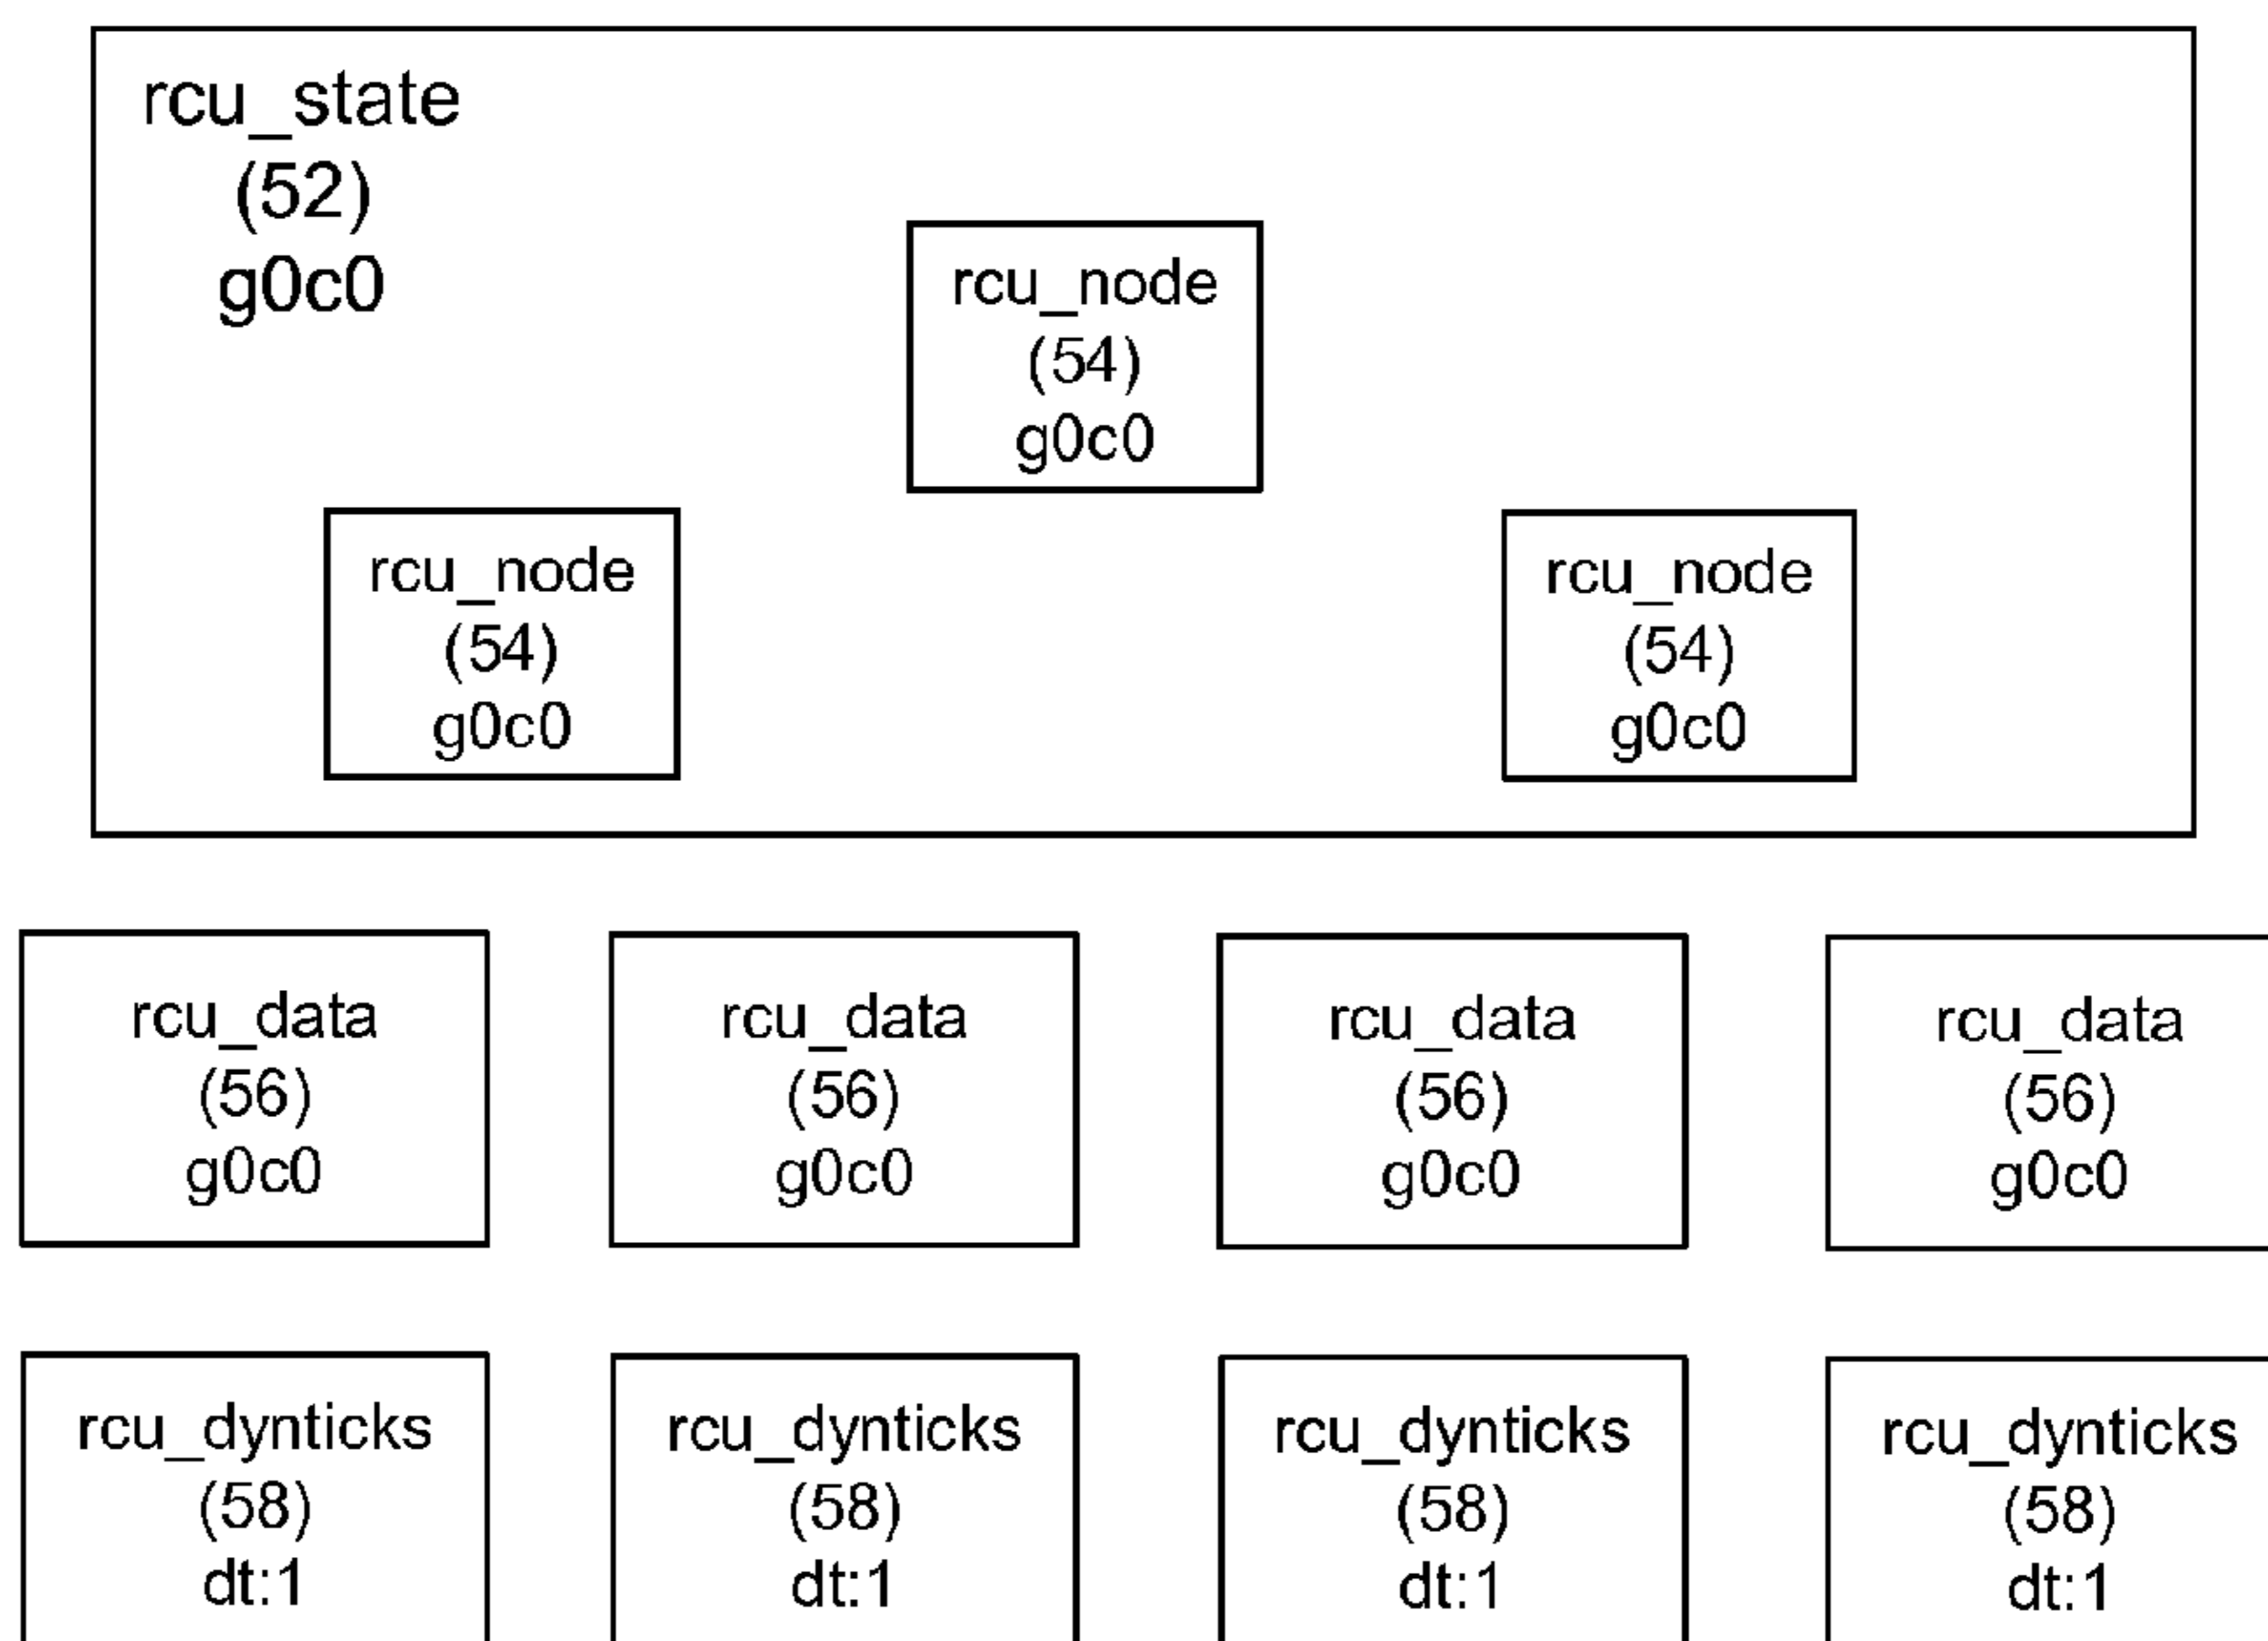 rcu_state
(52)
g0c0
rcu_node
(54)
g0c0
rcu_node
(54)
g0c0
rcu_node
(54)
g0c0
rcu_data
(56)
g0c0
rcu_data
(56)
g0c0
rcu_data
(56)
g0c0
rcu_data
(56)
g0c0
rcu_dynticks
(58)
dt:1
rcu_dynticks
(58)
dt:1
rcu_dynticks
(58)
dt:1
rcu_dynticks
(58)
dt:1